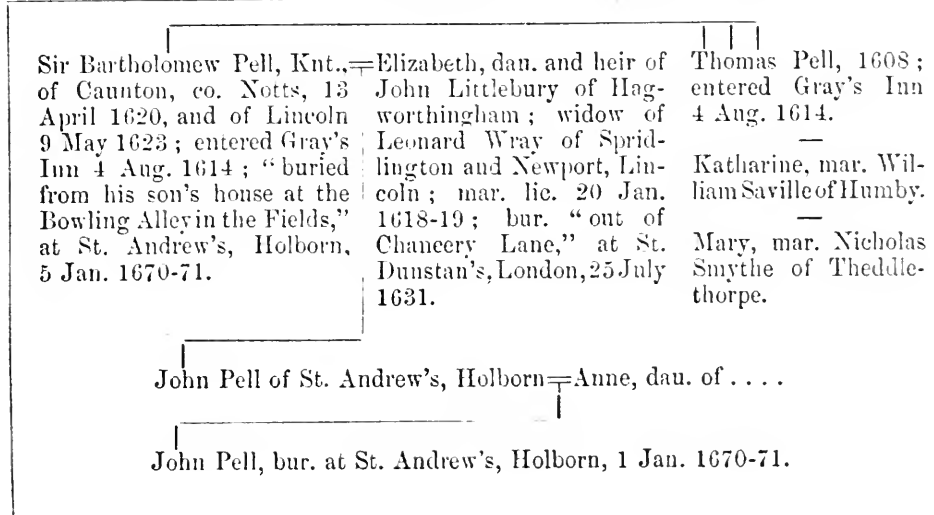 Sir Bartholomew Pell, Knt.,
of Caunton, co. Notts, 13
April 1620, and of Lincoln
9 May 1623 ; entered Gray's
Inn 4 Aug. 1614 ; "buried
from his son's house at the
Bowling Alley in the Fields,"
at St. Andrew's, Holborn,
5 Jan. 1670-71.
Elizabeth, dan. and heir of
John Littlebury of Hag-
worthingham ; widow of
Leonard Wray of Sprid-
lington and Newport, Lin-
coln ; mar. lic. 20 Jan.
1618-19 ; bur. "out of
Chancery Lane," at St.
Dunstan's, London, 25 July
1631.
Thomas Pell, 1608 ;
entered Gray's Inn
4 Aug. 1614.
—
Katharine, mar. Wil-
liam Saville of Humby.
—
Mary, mar. Nicholas
Smythe of Theddle-
thorpe.
John Pell of St. Andrew's, Holborn=Anne, dau. of . . . .
John Pell, bur. at St. Andrew's, Holborn, 1 Jan. 1670-71.